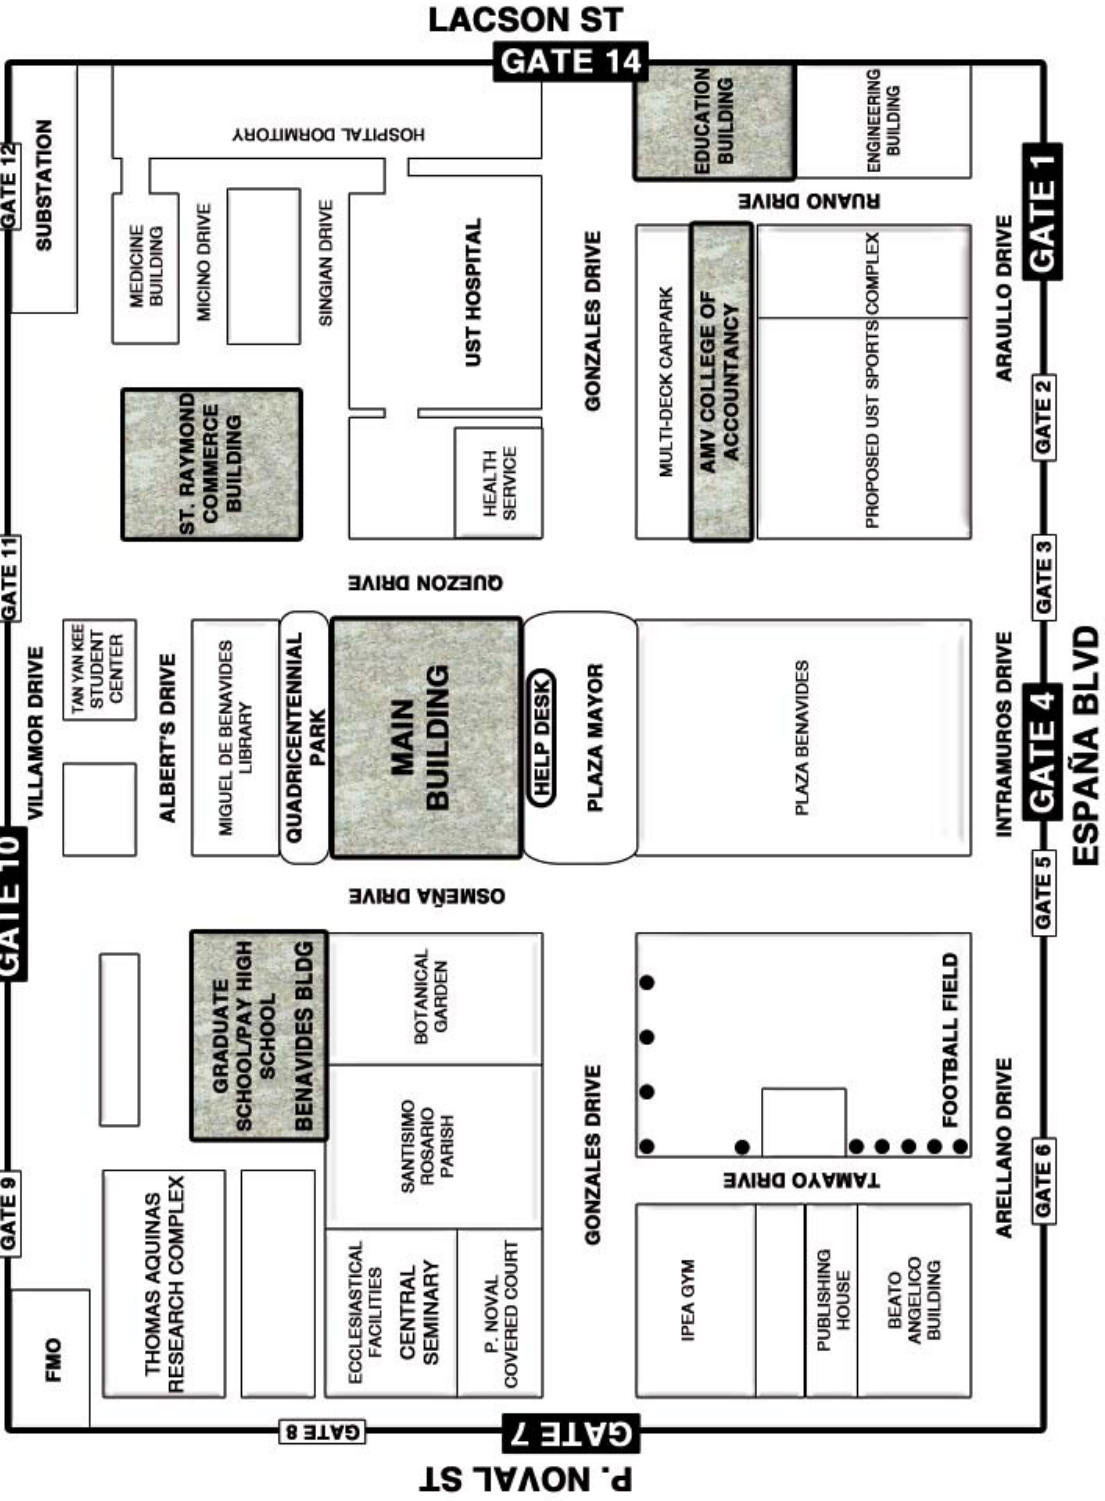 LACSON ST
GATE 14
GATE 12
SUBSTATION
HOSPITAL DORMITORY
EDUCATION
BUILDING
ENGINEERING
BUILDING
GATE 1
RUANO DRIVE
MEDICINE
BUILDING
MICINO DRIVE
SINGIAN DRIVE
UST HOSPITAL
GONZALES DRIVE
MULTI-DECK CARPARK
AMV COLLEGE OF
ACCOUNTANCY
PROPOSED UST SPORTS COMPLEX
ARAULLO DRIVE
GATE 2
ST. RAYMOND
COMMERCE
BUILDING
HEALTH
SERVICE
GATE 11
QUEZON DRIVE
GATE 3
VILLAMOR DRIVE
TAN YAN KEE
STUDENT
CENTER
ALBERT'S DRIVE
MIGUEL DE BENAVIDES
LIBRARY
QUADRICENTENNIAL
PARK
MAIN
BUILDING
HELP DESK
PLAZA MAYOR
PLAZA BENAVIDES
INTRAMUROS DRIVE
GATE 4
ESPAÑA BLVD
GATE 10
OSMEÑA DRIVE
GATE 5
GRADUATE
SCHOOL/PAY HIGH
SCHOOL
BENAVIDES BLDG
BOTANICAL
GARDEN
SANTISIMO
ROSARIO
PARISH
GONZALES DRIVE
FOOTBALL FIELD
ARELLANO DRIVE
GATE 6
TAMAYO DRIVE
GATE 9
FMO
THOMAS AQUINAS
RESEARCH COMPLEX
ECCLESIASTICAL
FACILITIES
CENTRAL
SEMINARY
P. NOVAL
COVERED COURT
IPEA GYM
PUBLISHING
HOUSE
BEATO
ANGELICO
BUILDING
GATE 8
GATE 7
P. NOVAL ST